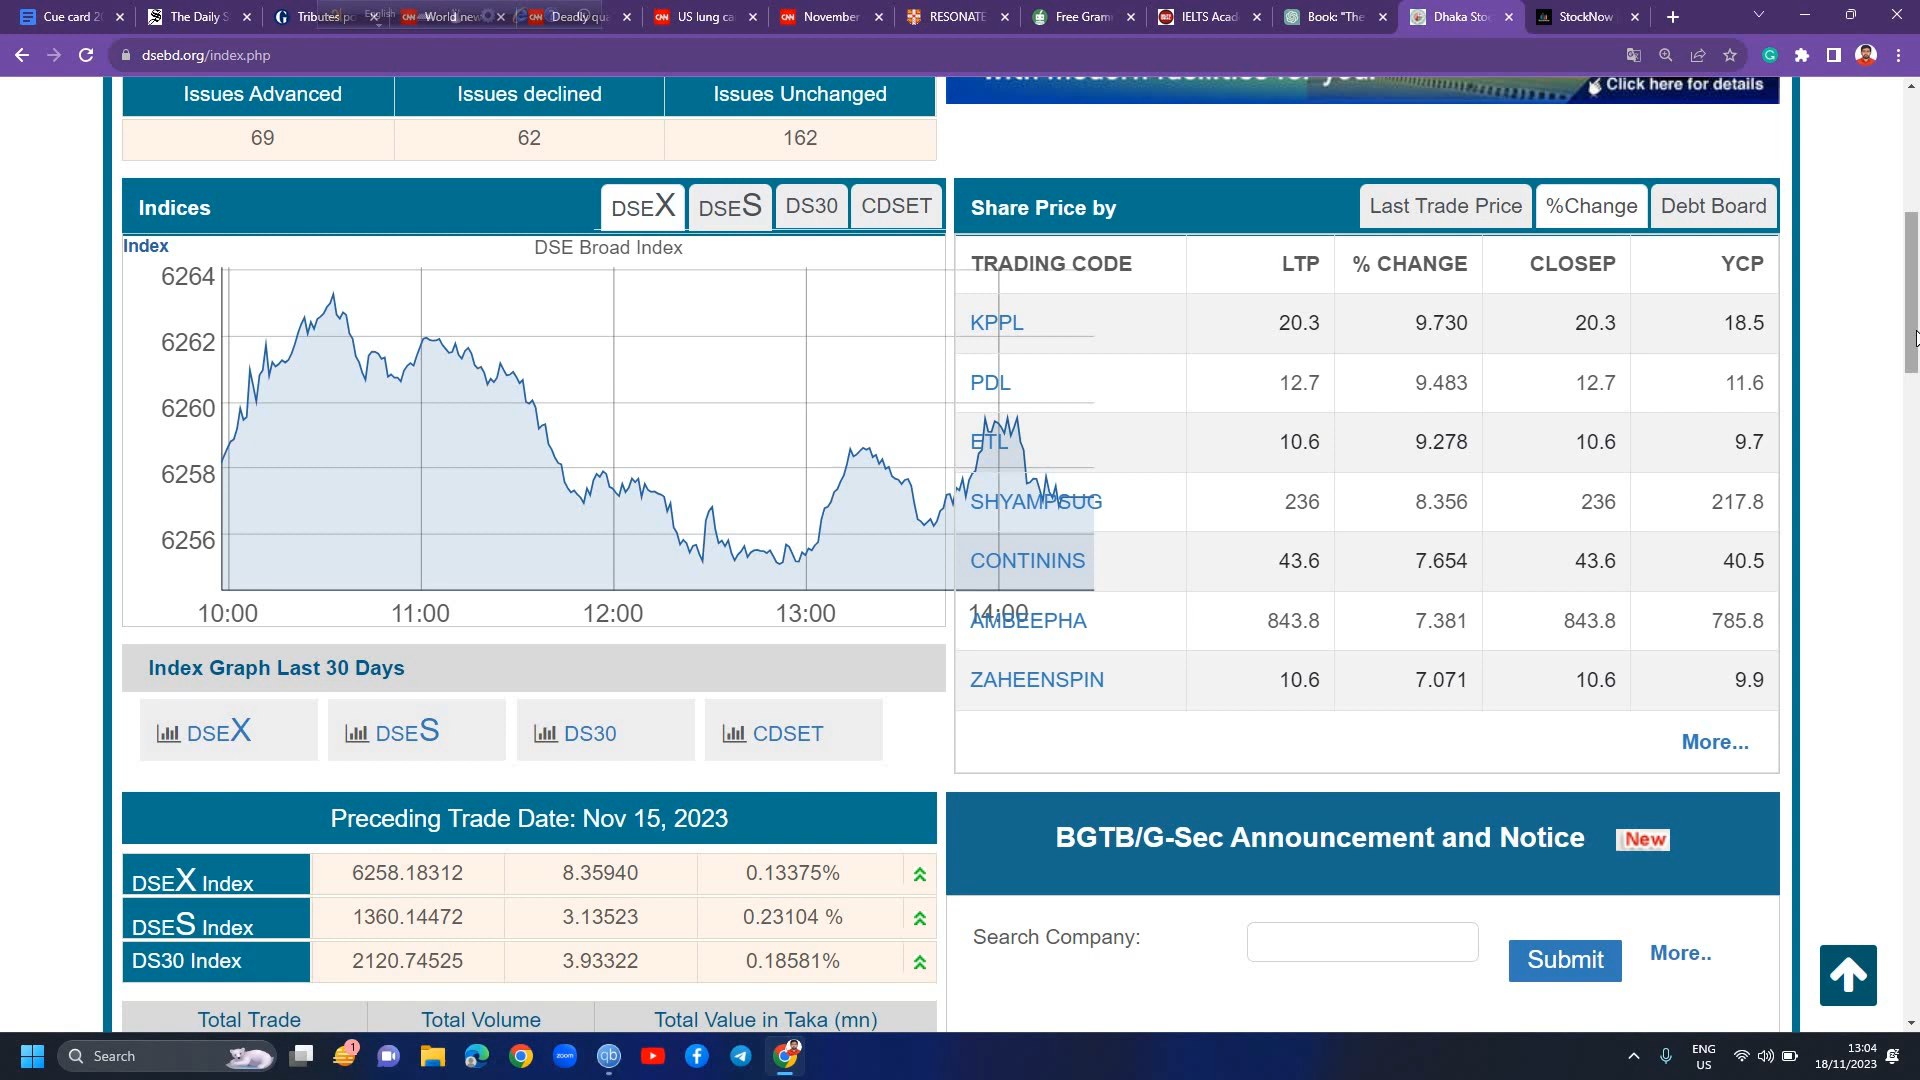 Cue card 2
The Daily S
Tributes po
English
World new
Deadly qu
US lung ca
November
RESONATE
Free Gram
IELTS Acad
Book: "The
Dhaka Sto
StockNow
dsebd.org/index.php
Issues Advanced Issues declined Issues Unchanged
69 62 162
Click here for details
Indices DSEX DSES DS30 CDSET
Index DSE Broad Index
6264
6262
6260
6258
6256
10:00 11:00 12:00 13:00 14:00
Share Price by Last Trade Price %Change Debt Board
TRADING CODE LTP % CHANGE CLOSEP YCP
KPPL 20.3 9.730 20.3 18.5
PDL 12.7 9.483 12.7 11.6
ETL 10.6 9.278 10.6 9.7
SHYAMPSUG 236 8.356 236 217.8
CONTININS 43.6 7.654 43.6 40.5
AMBEEPHA 843.8 7.381 843.8 785.8
ZAHEENSPIN 10.6 7.071 10.6 9.9
More...
Index Graph Last 30 Days
DSEX DSES DS30 CDSET
Preceding Trade Date: Nov 15, 2023
DSEX Index 6258.18312 8.35940 0.13375%
DSES Index 1360.14472 3.13523 0.23104 %
DS30 Index 2120.74525 3.93322 0.18581%
Total Trade Total Volume Total Value in Taka (mn)
BGTB/G-Sec Announcement and Notice New
Search Company: Submit More..
Search
1
zoom
qb
ENG
US
13:04
18/11/2023